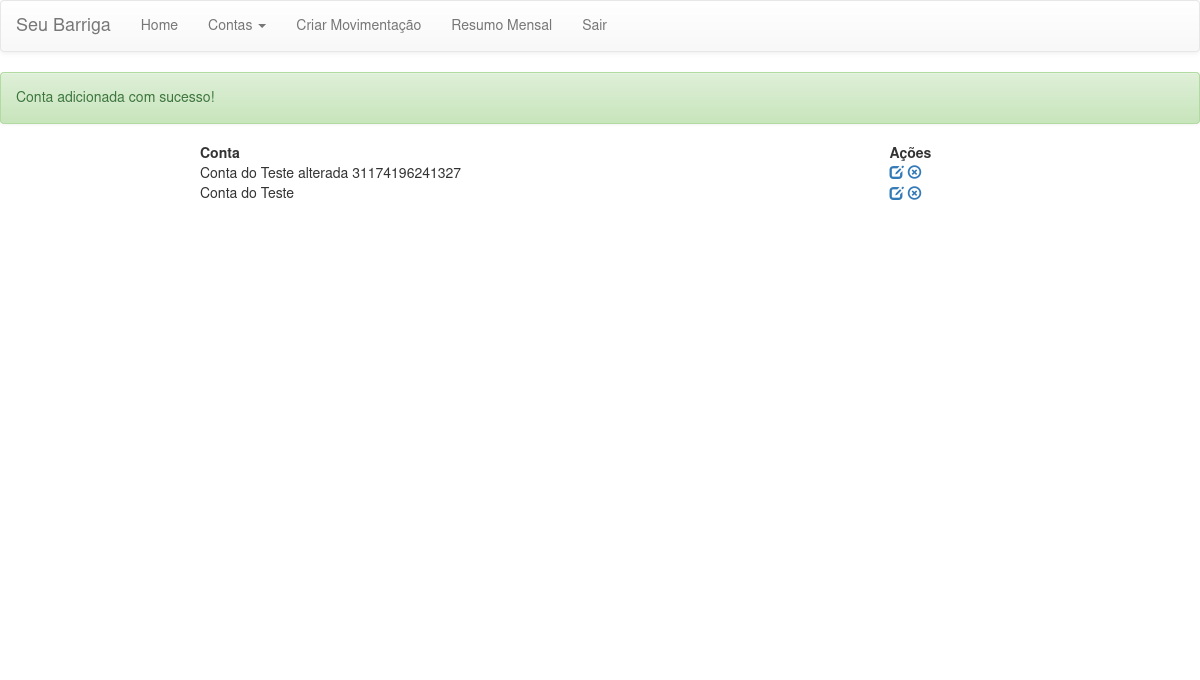 Seu Barriga Home Contas Criar Movimentação Resumo Mensal Sair
Conta adicionada com sucesso!
Conta Ações
Conta do Teste alterada 31174196241327
Conta do Teste